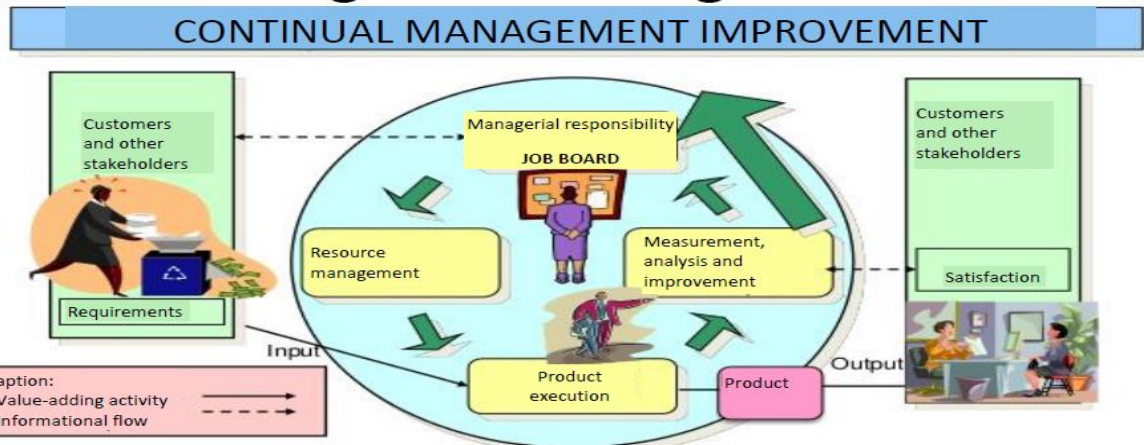 CONTINUAL MANAGEMENT IMPROVEMENT
Customers
and other
stakeholders
Requirements
Managerial responsibility
JOB BOARD
Resource
management
Measurement,
analysis and
improvement
Customers
and other
stakeholders
Satisfaction
Input
Product
execution
Product
Output
aption:
Value-adding activity
nformational flow